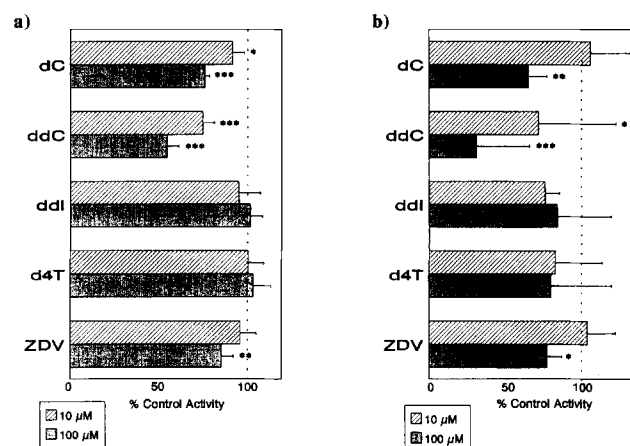 a)
dC
*
***
ddC
***
***
ddI
d4T
ZDV
**
0 50 100
% Control Activity
10 µM
100 µM
b)
dC
**
ddC
*
***
ddI
d4T
ZDV
*
0 50 100
% Control Activity
10 µM
100 µM